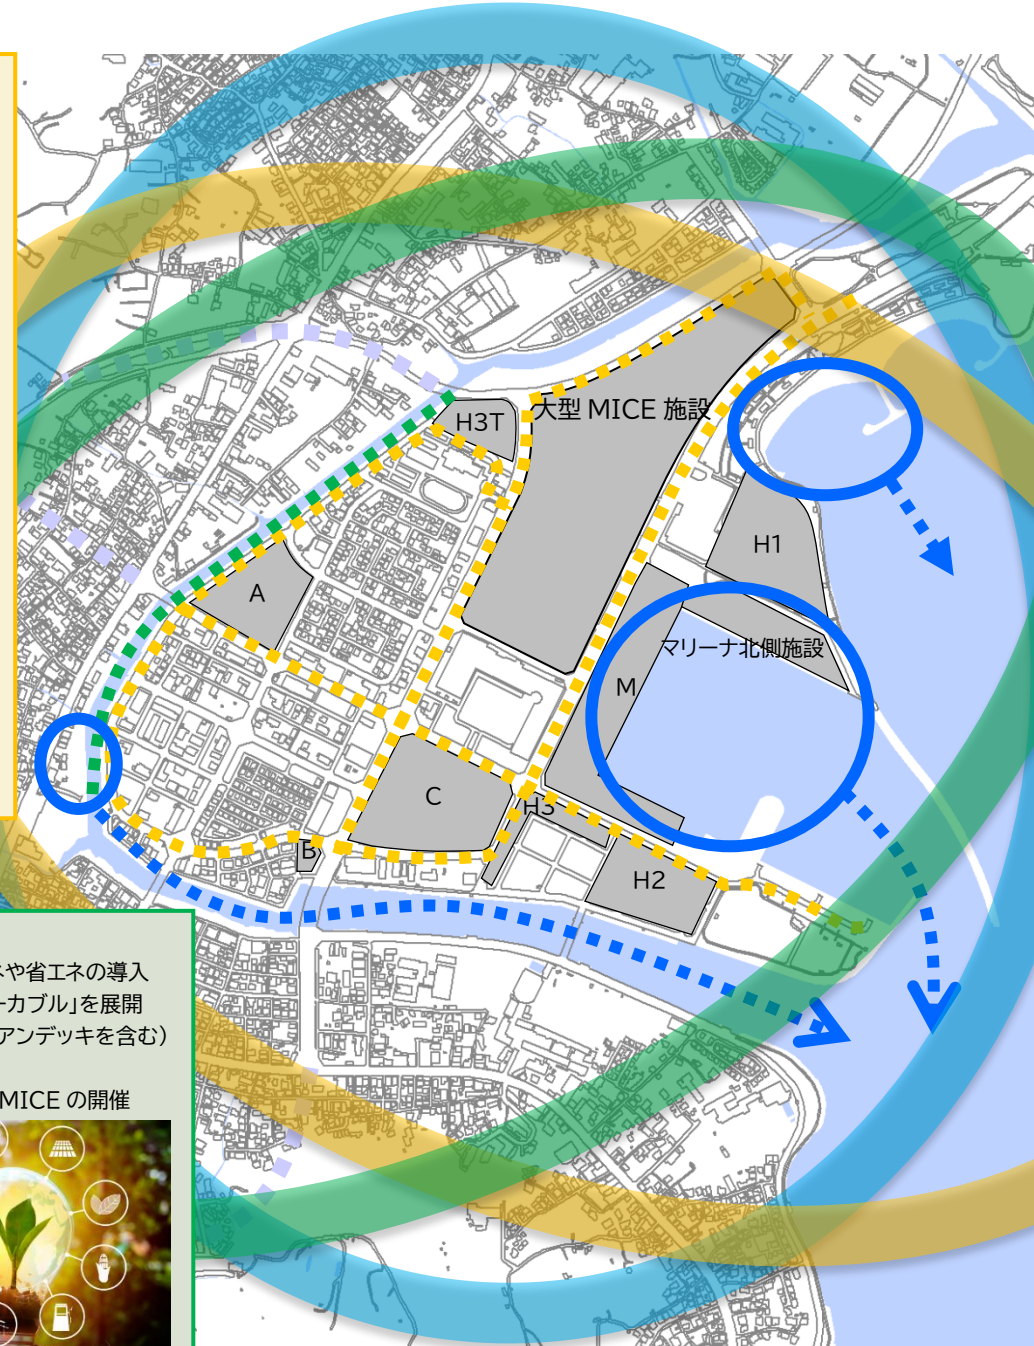 大型 MICE 施設
H3T
H1
A
マリーナ北側施設
M
C
H3
B
H2
ネや省エネの導入
ーカブル」を展開
アンデッキを含む）
MICE の開催